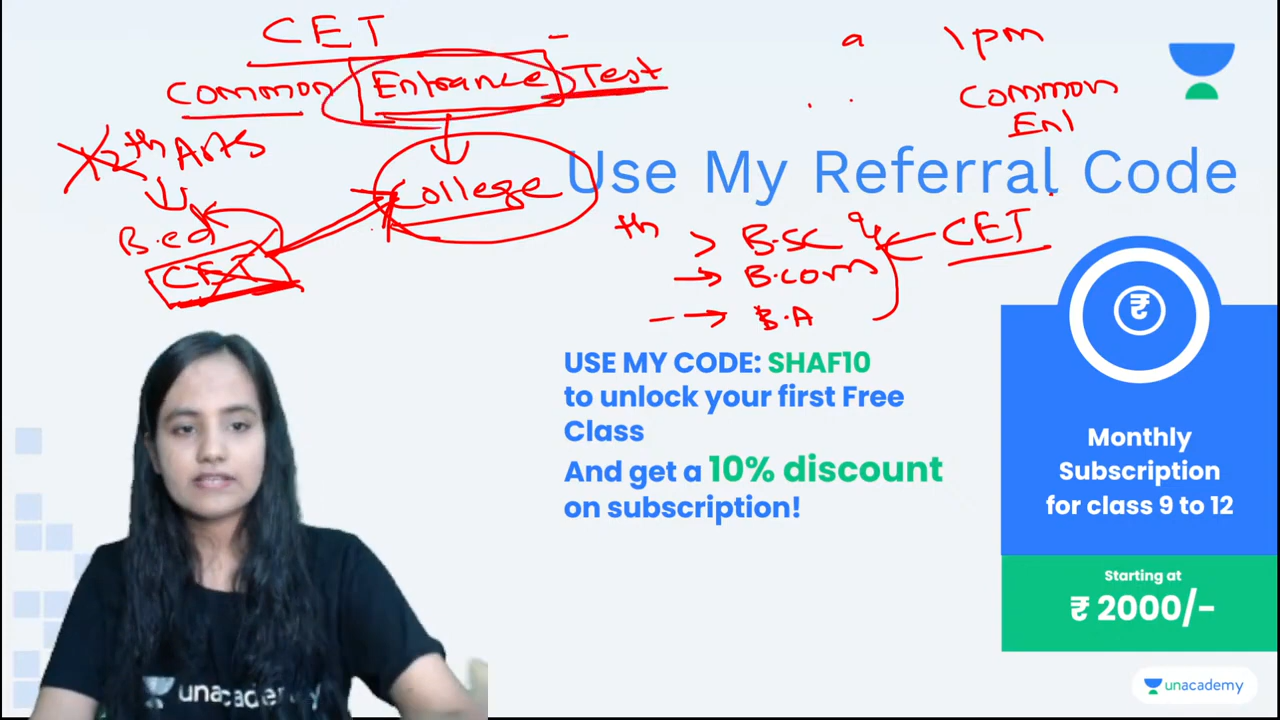 CET
a 1pm
Common Entrance Test
Common
Ent
12th Arts
College
Use My Referral Code
B.ed
CET
th B.SC CET
B.com
B.A
USE MY CODE: SHAF10
to unlock your first Free
Class
And get a 10% discount
on subscription!
₹
Monthly
Subscription
for class 9 to 12
Starting at
₹ 2000/-
unacademy
unacademy